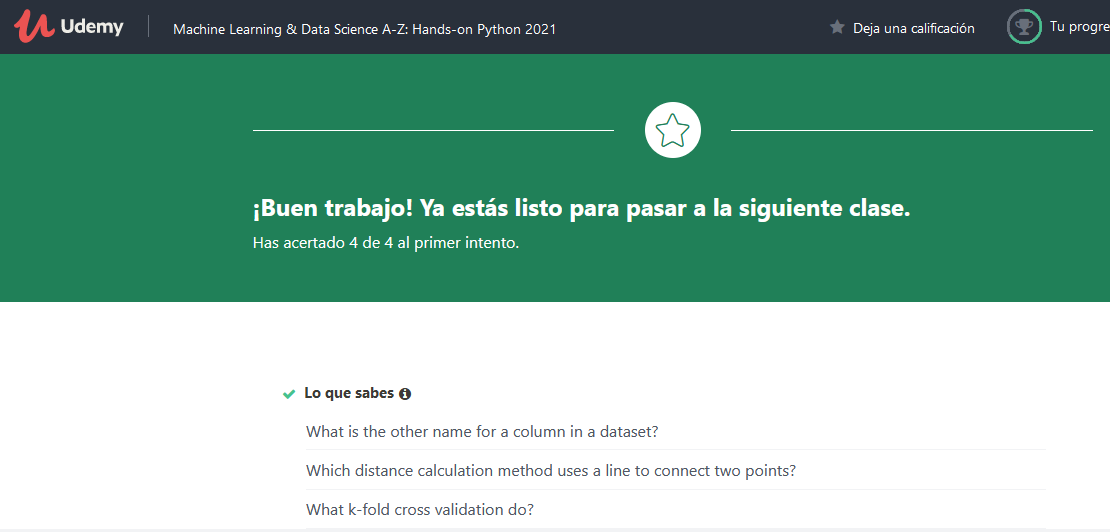 Udemy
Machine Learning & Data Science A-Z: Hands-on Python 2021
Deja una calificación
Tu progre
¡Buen trabajo! Ya estás listo para pasar a la siguiente clase.
Has acertado 4 de 4 al primer intento.
Lo que sabes
What is the other name for a column in a dataset?
Which distance calculation method uses a line to connect two points?
What k-fold cross validation do?